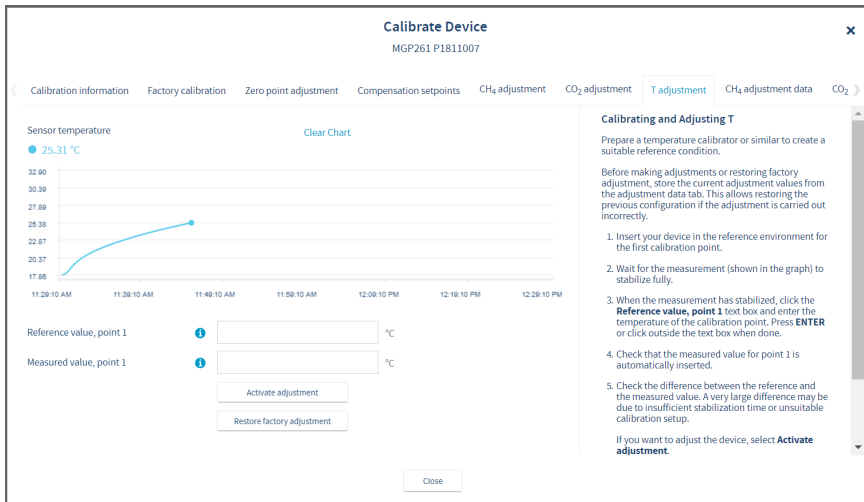 Calibrate Device
MGP261 P1811007
Calibration information Factory calibration Zero point adjustment Compensation setpoints CH₄ adjustment CO₂ adjustment T adjustment CH₄ adjustment data CO₂
Sensor temperature
Clear Chart
25.31 °C
32.90
30.39
27.89
25.38
22.87
20.37
17.86
11:29:10 AM 11:39:10 AM 11:49:10 AM 11:59:10 AM 12:09:10 PM 12:19:10 PM 12:29:10 PM
Reference value, point 1 i °C
Measured value, point 1 i °C
Activate adjustment
Restore factory adjustment
Calibrating and Adjusting T
Prepare a temperature calibrator or similar to create a
suitable reference condition.
Before making adjustments or restoring factory
adjustment, store the current adjustment values from
the adjustment data tab. This allows restoring the
previous configuration if the adjustment is carried out
incorrectly.
1. Insert your device in the reference environment for
the first calibration point.
2. Wait for the measurement (shown in the graph) to
stabilize fully.
3. When the measurement has stabilized, click the
Reference value, point 1 text box and enter the
temperature of the calibration point. Press ENTER
or click outside the text box when done.
4. Check that the measured value for point 1 is
automatically inserted.
5. Check the difference between the reference and
the measured value. A very large difference may be
due to insufficient stabilization time or unsuitable
calibration setup.
If you want to adjust the device, select Activate
adjustment.
Close